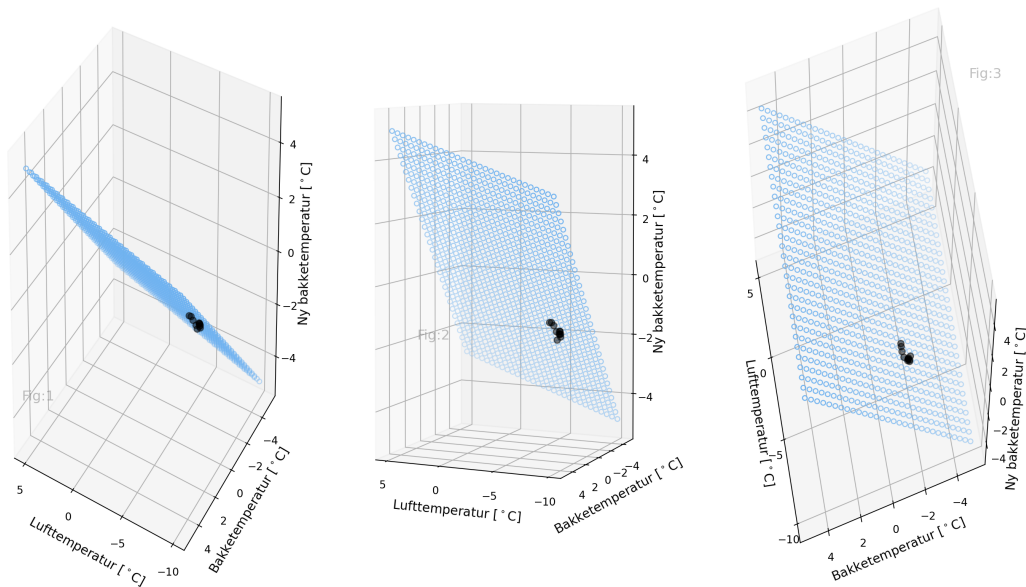 Fig:1
4
2
0
−2
−4
Ny bakketemperatur [°C]
5
0
−5
−10
Lufttemperatur [°C]
−4
−2
0
2
4
Bakketemperatur [°C]
Fig:2
4
2
0
−2
−4
Ny bakketemperatur [°C]
5
0
−5
−10
Lufttemperatur [°C]
4 2 0 −2 −4
Bakketemperatur [°C]
Fig:3
5
0
−5
−10
Lufttemperatur [°C]
4
2
0
−2
−4
Bakketemperatur [°C]
4
2
0
−2
−4
Ny bakketemperatur [°C]